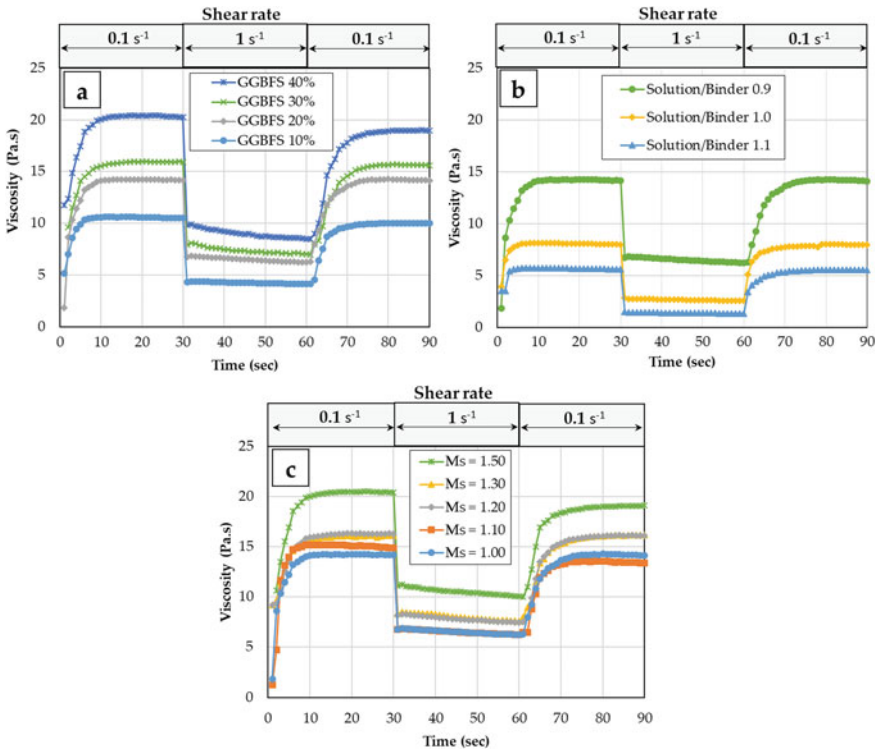 Shear rate
0.1 s⁻¹ 1 s⁻¹ 0.1 s⁻¹
a
GGBFS 40%
GGBFS 30%
GGBFS 20%
GGBFS 10%
Viscosity (Pa.s)
25
20
15
10
5
0
0 10 20 30 40 50 60 70 80 90
Time (sec)
Shear rate
0.1 s⁻¹ 1 s⁻¹ 0.1 s⁻¹
b
Solution/Binder 0.9
Solution/Binder 1.0
Solution/Binder 1.1
Viscosity (Pa.s)
25
20
15
10
5
0
0 10 20 30 40 50 60 70 80 90
Time (sec)
Shear rate
0.1 s⁻¹ 1 s⁻¹ 0.1 s⁻¹
c
Ms = 1.50
Ms = 1.30
Ms = 1.20
Ms = 1.10
Ms = 1.00
Viscosity (Pa.s)
25
20
15
10
5
0
0 10 20 30 40 50 60 70 80 90
Time (sec)